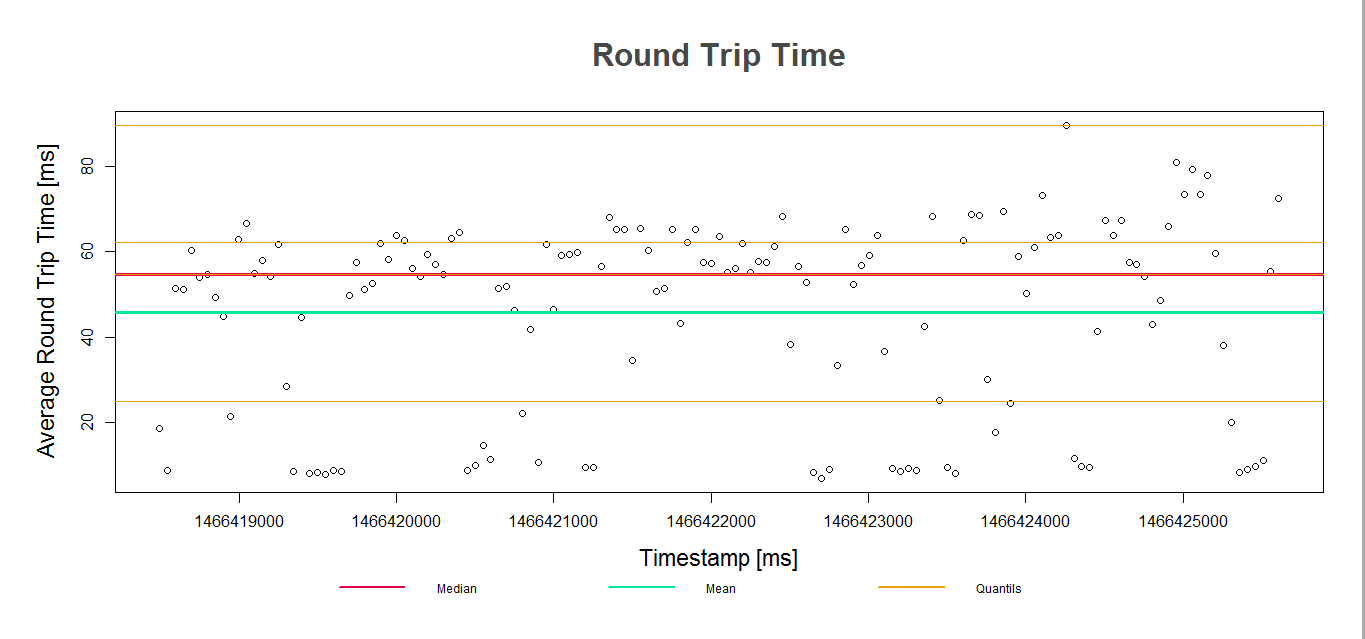 Round Trip Time
Average Round Trip Time [ms]
80
60
40
20
1466419000 1466420000 1466421000 1466422000 1466423000 1466424000 1466425000
Timestamp [ms]
Median Mean Quantils